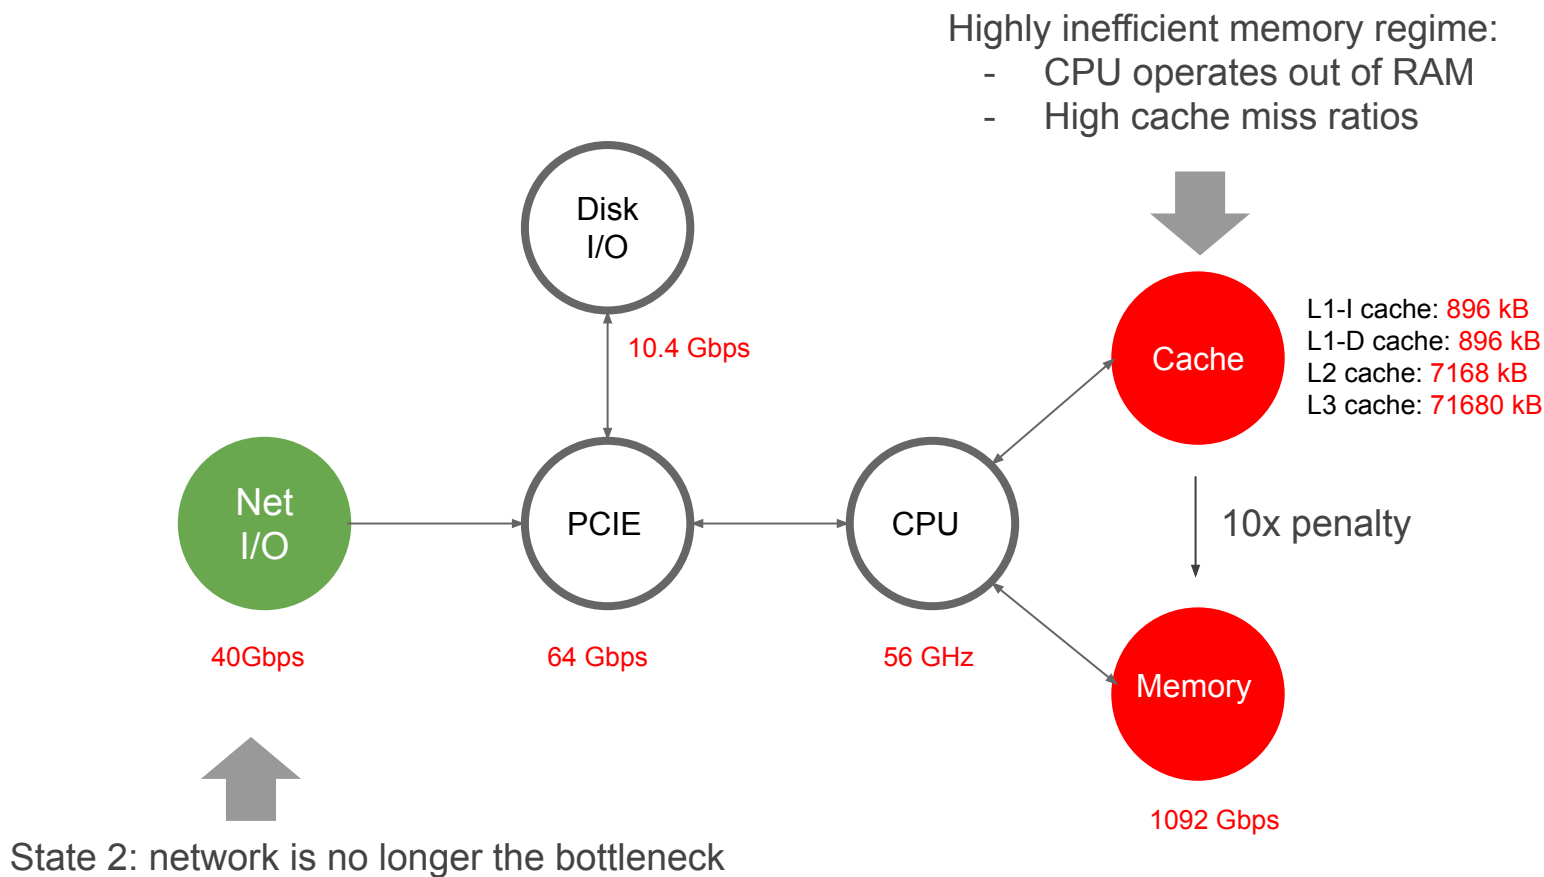 Highly inefficient memory regime:
- CPU operates out of RAM
- High cache miss ratios
Disk
I/O
10.4 Gbps
Cache
L1-I cache: 896 kB
L1-D cache: 896 kB
L2 cache: 7168 kB
L3 cache: 71680 kB
Net
I/O
PCIE
CPU
10x penalty
40Gbps
64 Gbps
56 GHz
Memory
1092 Gbps
State 2: network is no longer the bottleneck